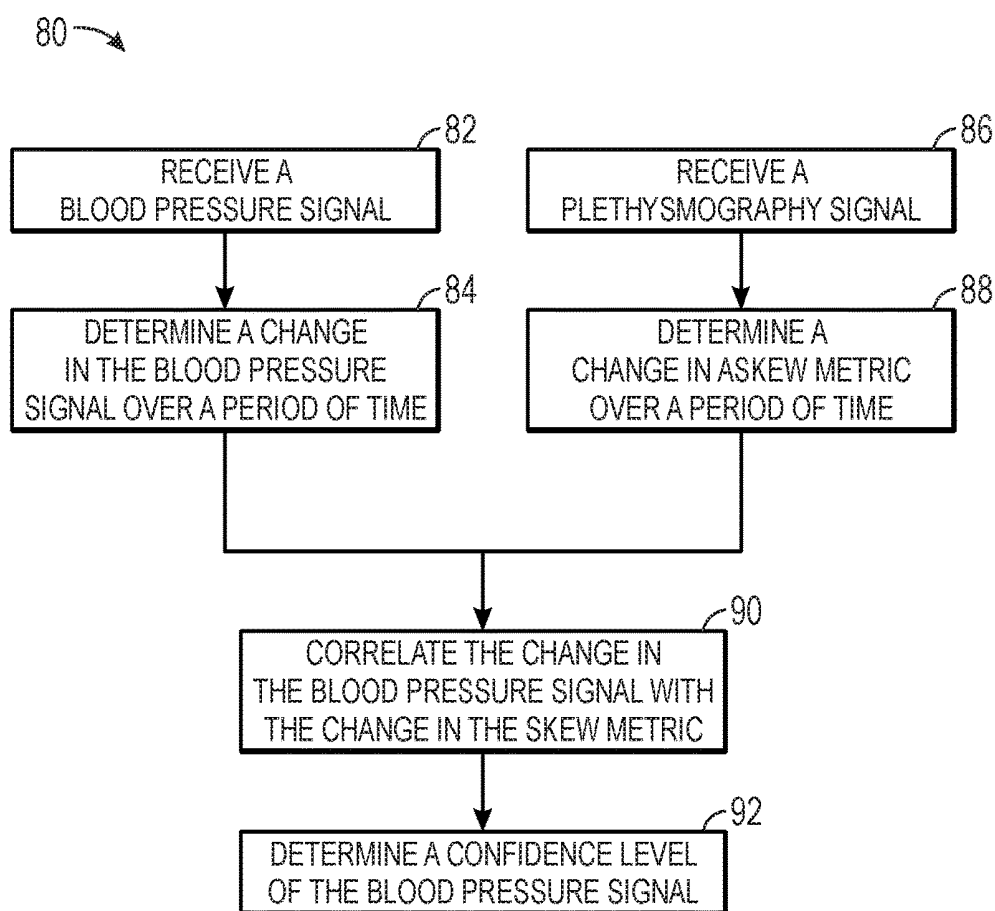 80
82
RECEIVE A
BLOOD PRESSURE SIGNAL
86
RECEIVE A
PLETHYSMOGRAPHY SIGNAL
84
DETERMINE A CHANGE
IN THE BLOOD PRESSURE
SIGNAL OVER A PERIOD OF TIME
88
DETERMINE A
CHANGE IN ASKEW METRIC
OVER A PERIOD OF TIME
90
CORRELATE THE CHANGE IN
THE BLOOD PRESSURE SIGNAL WITH
THE CHANGE IN THE SKEW METRIC
92
DETERMINE A CONFIDENCE LEVEL
OF THE BLOOD PRESSURE SIGNAL